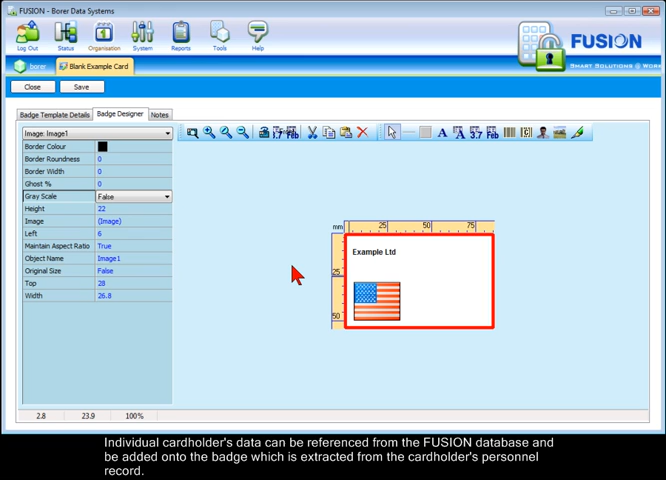 FUSION - Borer Data Systems
Log Out
Status
Organisation
System
Reports
Tools
Help
FUSION
SMART SOLUTIONS @ WORK
borer
Blank Example Card
Close
Save
Badge Template Details
Badge Designer
Notes
Image: Image1
Border Colour
Border Roundness 0
Border Width 0
Ghost % 0
Gray Scale False
Height 22
Image (Image)
Left 6
Maintain Aspect Ratio True
Object Name Image1
Original Size False
Top 28
Width 26.8
mm 25 50 75
25
50
Example Ltd
2.8 23.9 100%
Individual cardholder's data can be referenced from the FUSION database and
be added onto the badge which is extracted from the cardholder's personnel
record.